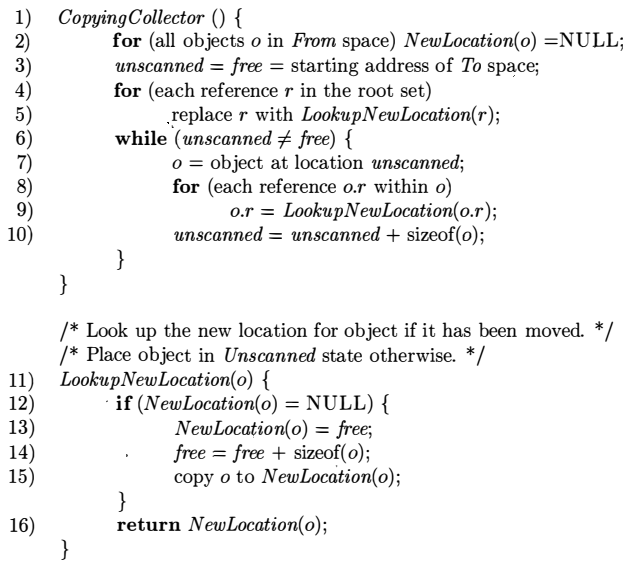 1) CopyingCollector () {
2) for (all objects o in From space) NewLocation(o) =NULL;
3) unscanned = free = starting address of To space;
4) for (each reference r in the root set)
5) replace r with LookupNewLocation(r);
6) while (unscanned ≠ free) {
7) o = object at location unscanned;
8) for (each reference o.r within o)
9) o.r = LookupNewLocation(o.r);
10) unscanned = unscanned + sizeof(o);
}
}
/* Look up the new location for object if it has been moved. */
/* Place object in Unscanned state otherwise. */
11) LookupNewLocation(o) {
12) if (NewLocation(o) = NULL) {
13) NewLocation(o) = free;
14) free = free + sizeof(o);
15) copy o to NewLocation(o);
}
16) return NewLocation(o);
}